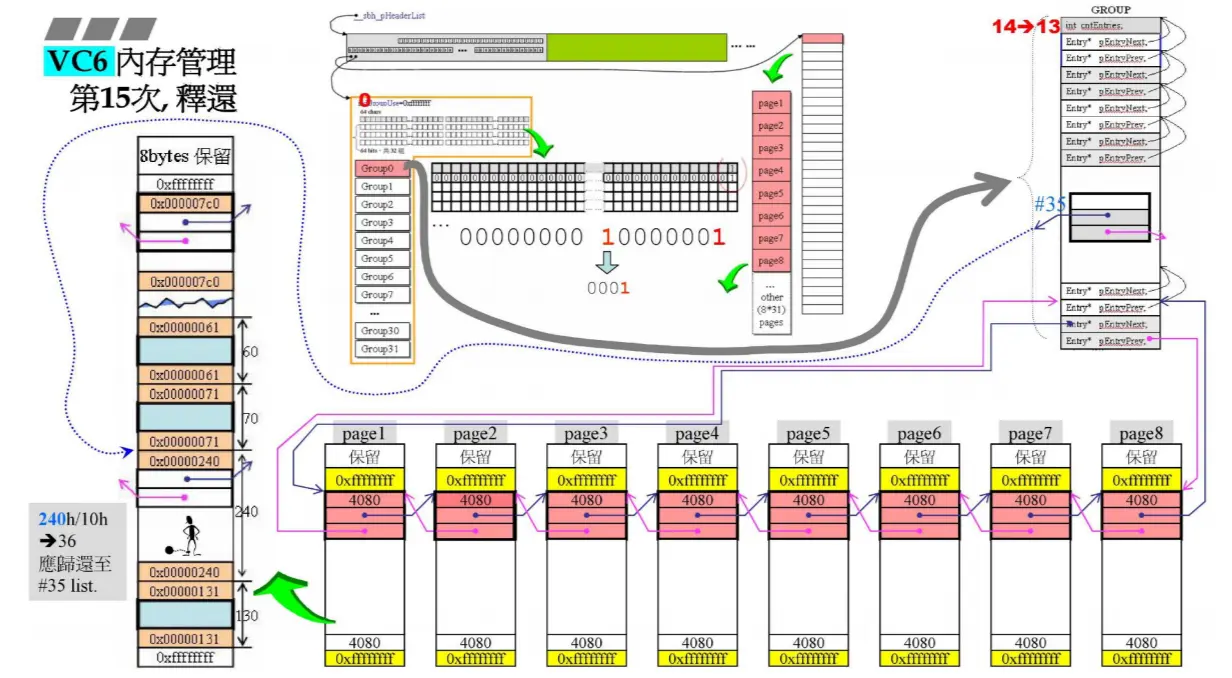 VC6 內存管理
第15次, 釋還
__sbh_pHeaderList
... ...
0
64 chars
64 bits - 共 32 組
Group0
Group1
Group2
Group3
Group4
Group5
Group6
Group7
...
Group30
Group31
...
00000000 1000001
0001
page1
page2
page3
page4
page5
page6
page7
page8
...
other
(8*31)
pages
GROUP
14➔13
int cntEntries;
Entry* pEntryNext;
Entry* pEntryPrev;
Entry* pEntryNext;
Entry* pEntryPrev;
Entry* pEntryNext;
Entry* pEntryPrev;
Entry* pEntryNext;
Entry* pEntryPrev;
#35
Entry* pEntryNext;
Entry* pEntryPrev;
Entry* pEntryNext;
Entry* pEntryPrev;
8bytes 保留
0xffffffff
0x000007c0
0x000007c0
0x00000061
60
0x00000061
0x00000071
70
0x00000071
0x00000240
240
0x00000240
0x00000131
130
0x00000131
0xffffffff
240h/10h
➔36
應歸還至
#35 list.
page1 page2 page3 page4 page5 page6 page7 page8
保留 保留 保留 保留 保留 保留 保留 保留
0xffffffff 0xffffffff 0xffffffff 0xffffffff 0xffffffff 0xffffffff 0xffffffff 0xffffffff
4080 4080 4080 4080 4080 4080 4080 4080
4080 4080 4080 4080 4080 4080 4080 4080
0xffffffff 0xffffffff 0xffffffff 0xffffffff 0xffffffff 0xffffffff 0xffffffff 0xffffffff